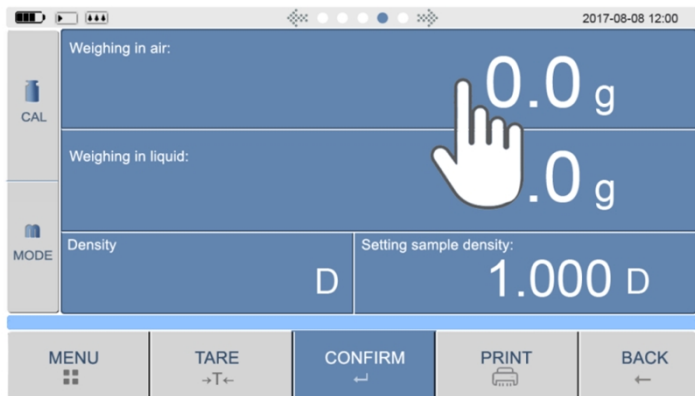 2017-08-08 12:00
CAL
Weighing in air:
0.0 g
Weighing in liquid:
.0 g
MODE
Density
D
Setting sample density:
1.000 D
MENU
TARE
→T←
CONFIRM
PRINT
BACK